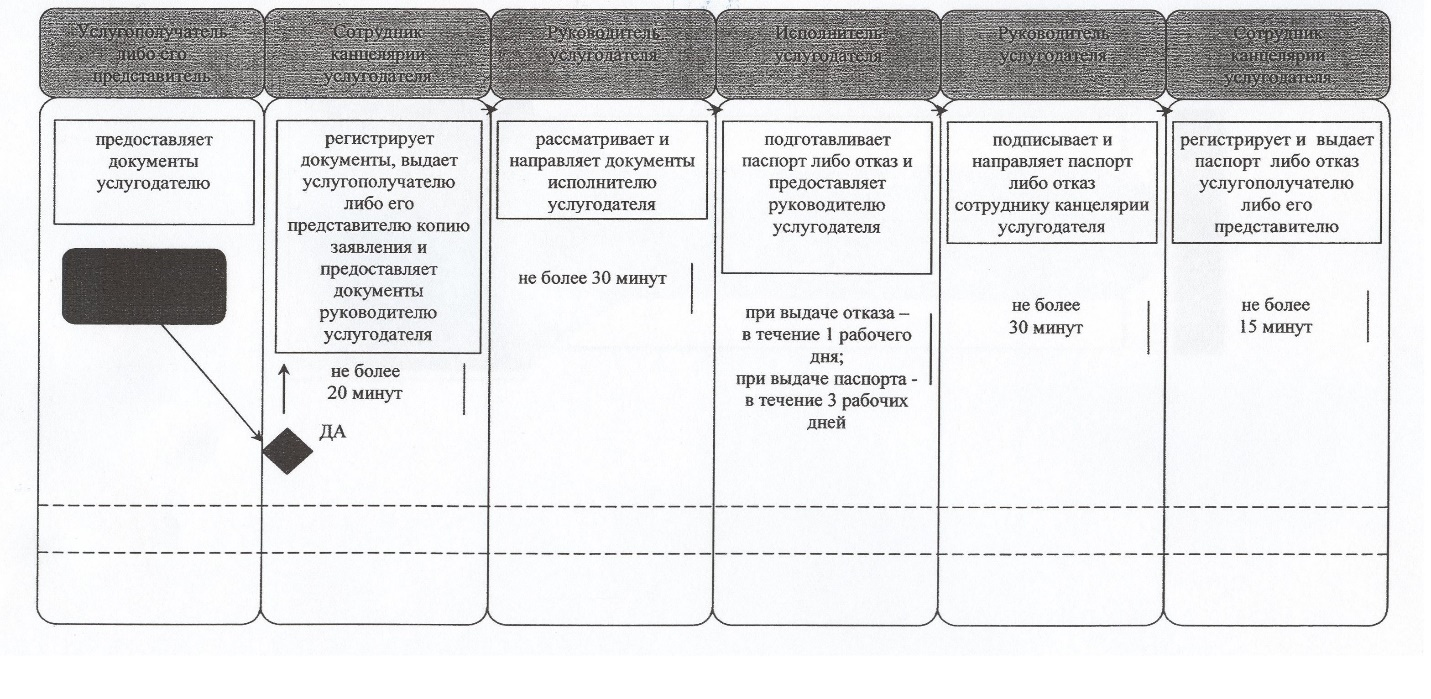 Услугополучатель
либо его
представитель
Сотрудник
канцелярии
услугодателя
Руководитель
услугодателя
Исполнитель
услугодателя
Руководитель
услугодателя
Сотрудник
канцелярии
услугодателя
предоставляет
документы
услугодателю
регистрирует
документы, выдает
услугополучателю
либо его
представителю копию
заявления и
предоставляет
документы
руководителю
услугодателя
не более
20 минут
ДА
рассматривает и
направляет документы
исполнителю
услугодателя
не более 30 минут
подготавливает
паспорт либо отказ и
предоставляет
руководителю
услугодателя
при выдаче отказа –
в течение 1 рабочего
дня;
при выдаче паспорта -
в течение 3 рабочих
дней
подписывает и
направляет паспорт
либо отказ
сотруднику канцелярии
услугодателя
не более
30 минут
регистрирует и выдает
паспорт либо отказ
услугополучателю
либо его
представителю
не более
15 минут